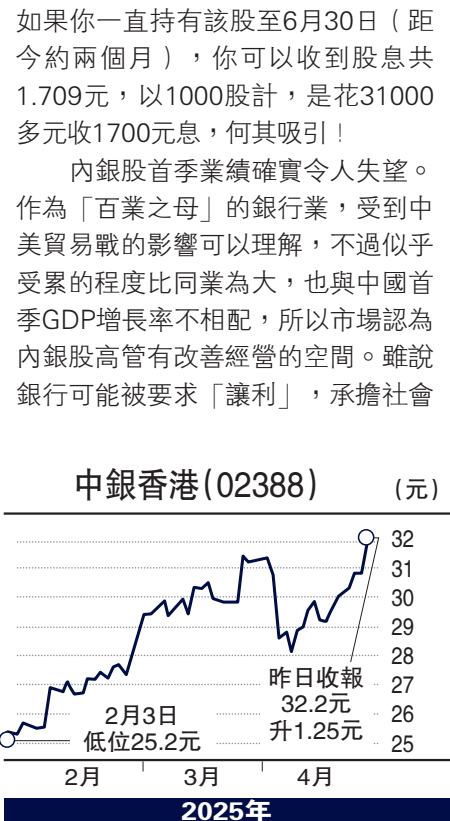 如果你一直持有該股至6月30日（距
今約兩個月），你可以收到股息共
1.709元，以1000股計，是花31000
多元收1700元息，何其吸引！
　　內銀股首季業績確實令人失望。
作為「百業之母」的銀行業，受到中
美貿易戰的影響可以理解，不過似乎
受累的程度比同業為大，也與中國首
季GDP增長率不相配，所以市場認為
內銀股高管有改善經營的空間。雖說
銀行可能被要求「讓利」，承擔社會
中銀香港(02388)
(元)
32
31
30
29
28
27
26
25
昨日收報
32.2元
升1.25元
2月3日
低位25.2元
2月
3月
4月
2025年